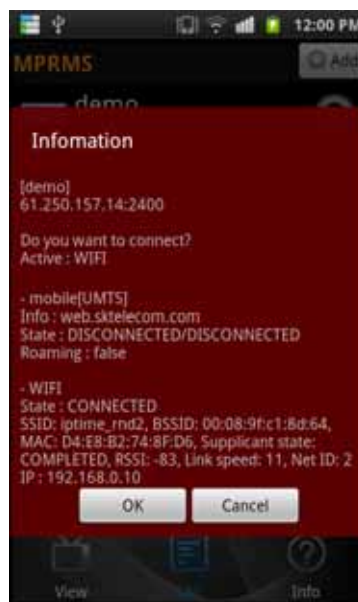 12:00 PM
MPRMS
Add
demo
Infomation
[demo]
61.250.157.14:2400
Do you want to connect?
Active : WIFI
- mobile[UMTS]
Info : web.sktelecom.com
State : DISCONNECTED/DISCONNECTED
Roaming : false
- WIFI
State : CONNECTED
SSID: iptime_rnd2, BSSID: 00:08:9f:c1:8d:64,
MAC: D4:E8:B2:74:8F:D6, Supplicant state:
COMPLETED, RSSI: -83, Link speed: 11, Net ID: 2
IP : 192.168.0.10
OK
Cancel
View
Info